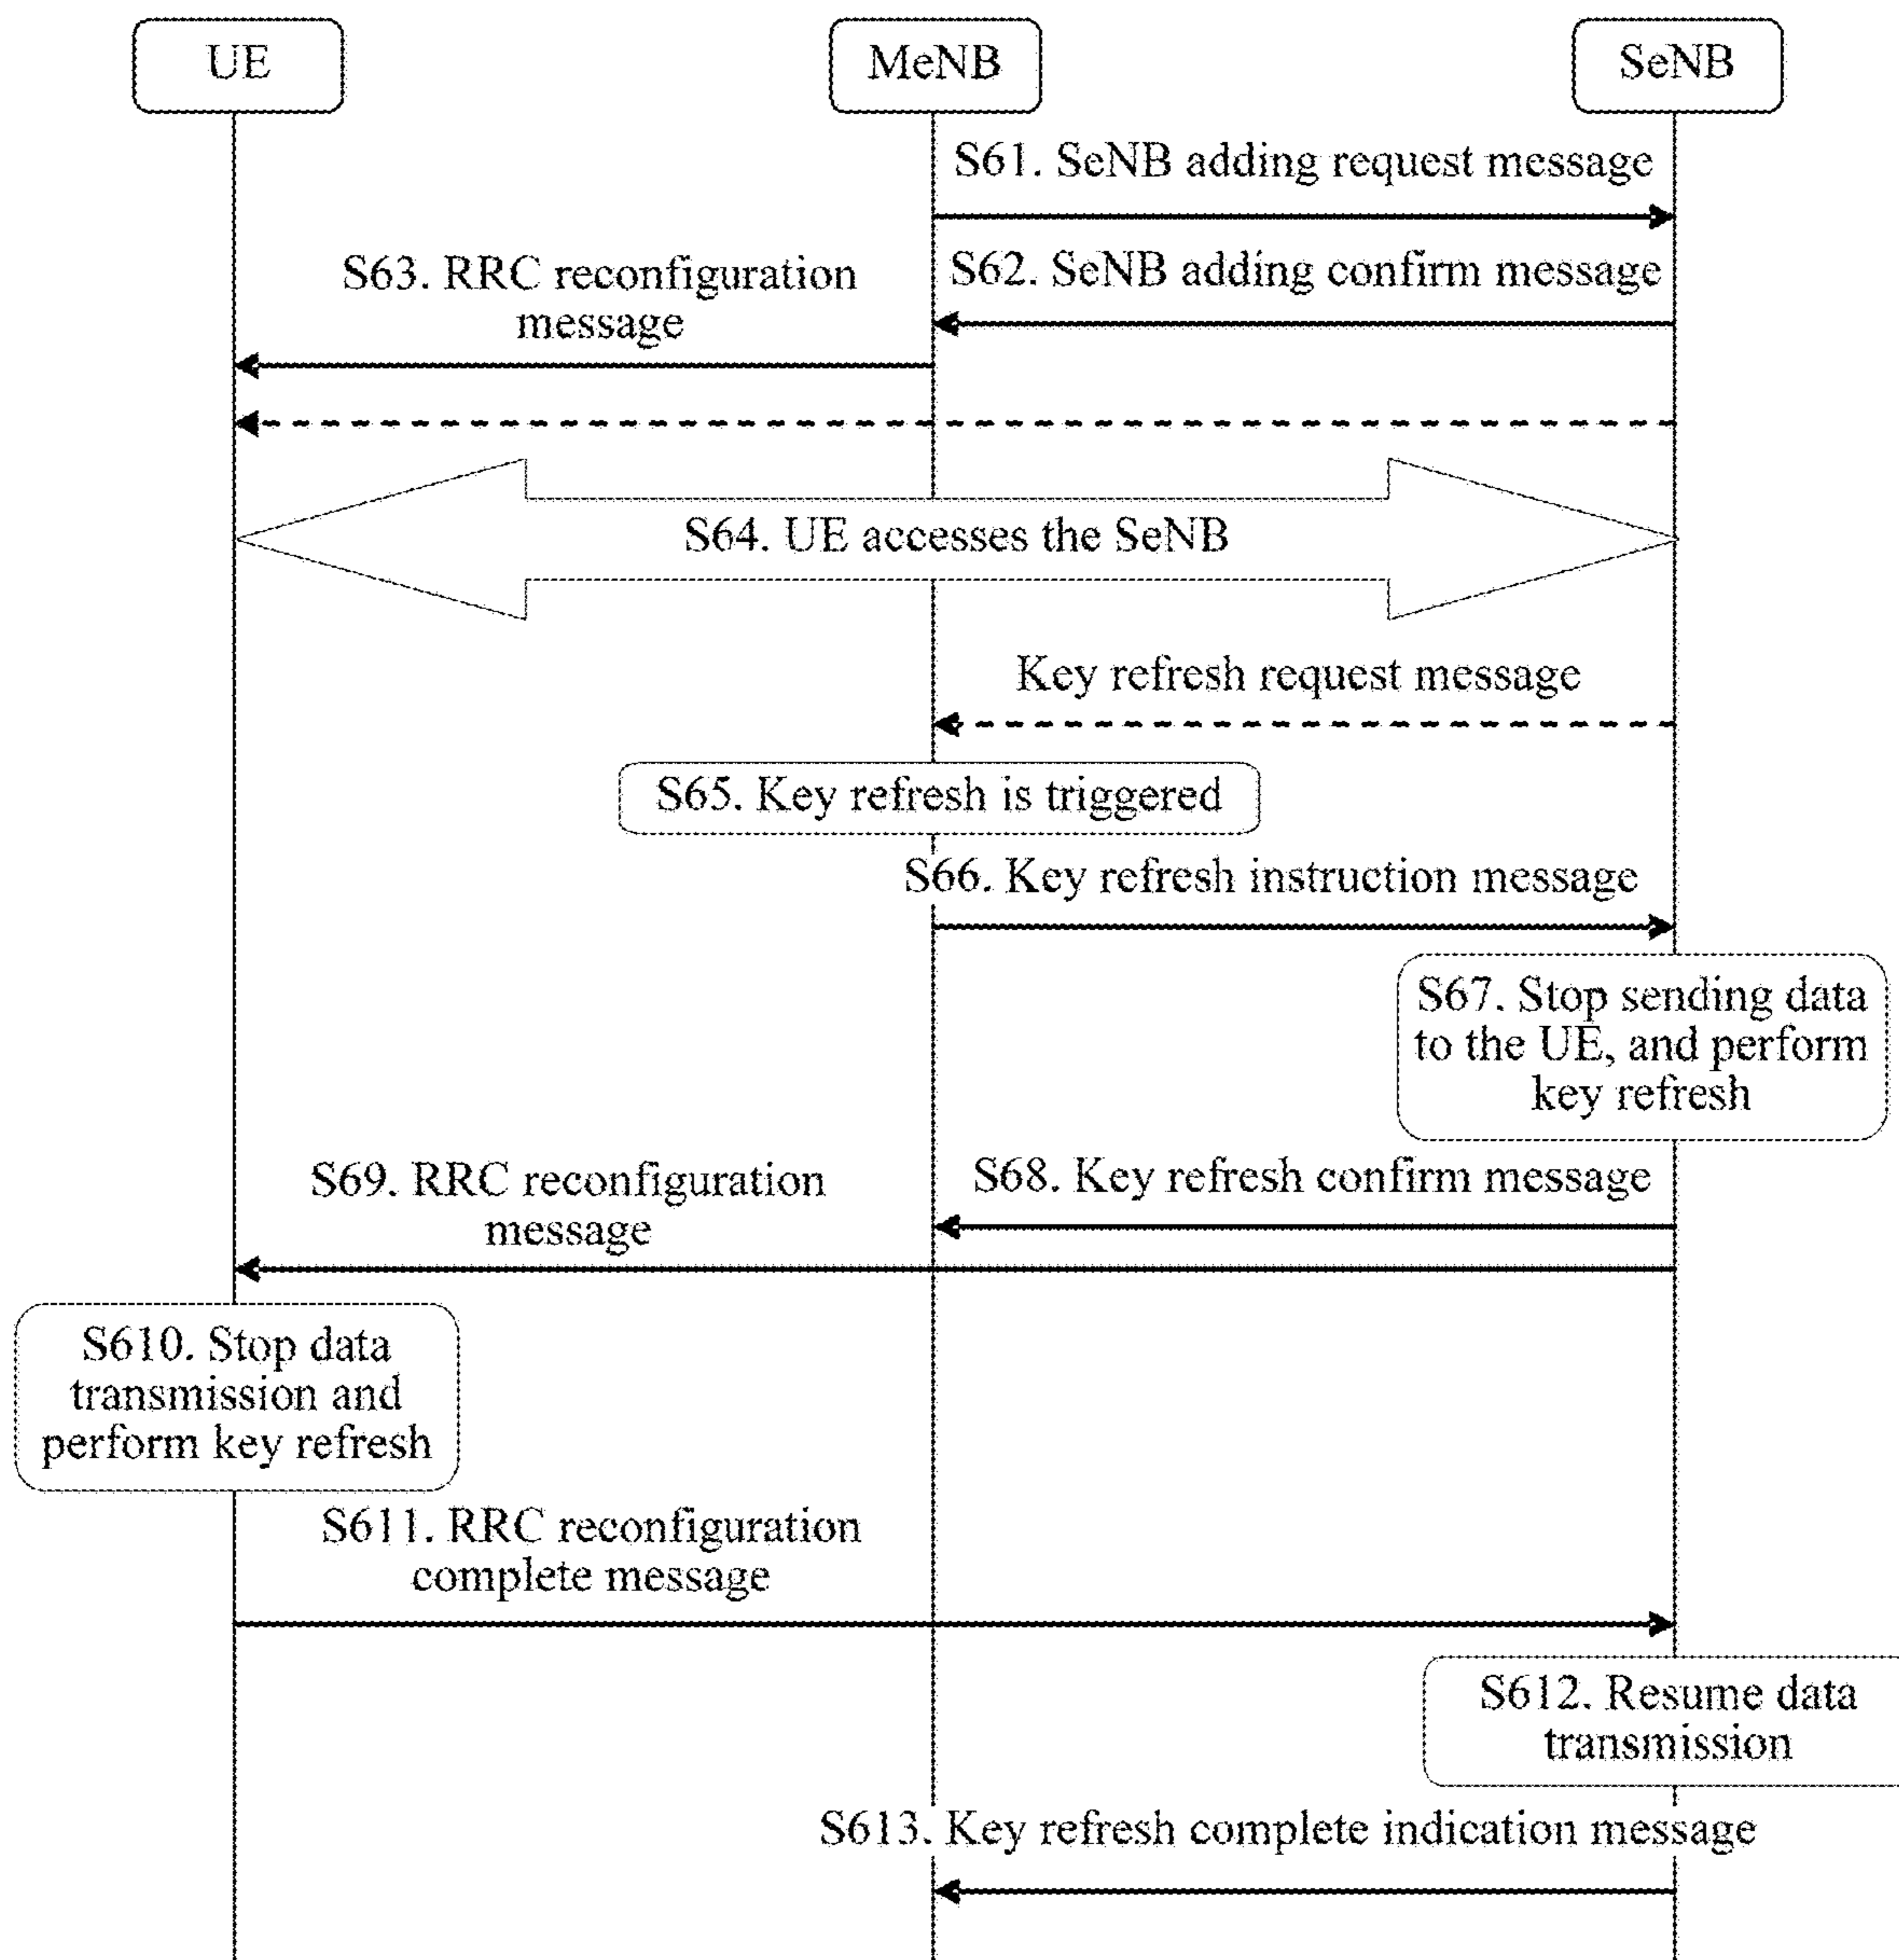 UE
MeNB
SeNB
S61. SeNB adding request message
S63. RRC reconfiguration
message
S62. SeNB adding confirm message
S64. UE accesses the SeNB
Key refresh request message
S65. Key refresh is triggered
S66. Key refresh instruction message
S67. Stop sending data
to the UE, and perform
key refresh
S69. RRC reconfiguration
message
S68. Key refresh confirm message
S610. Stop data
transmission and
perform key refresh
S611. RRC reconfiguration
complete message
S612. Resume data
transmission
S613. Key refresh complete indication message